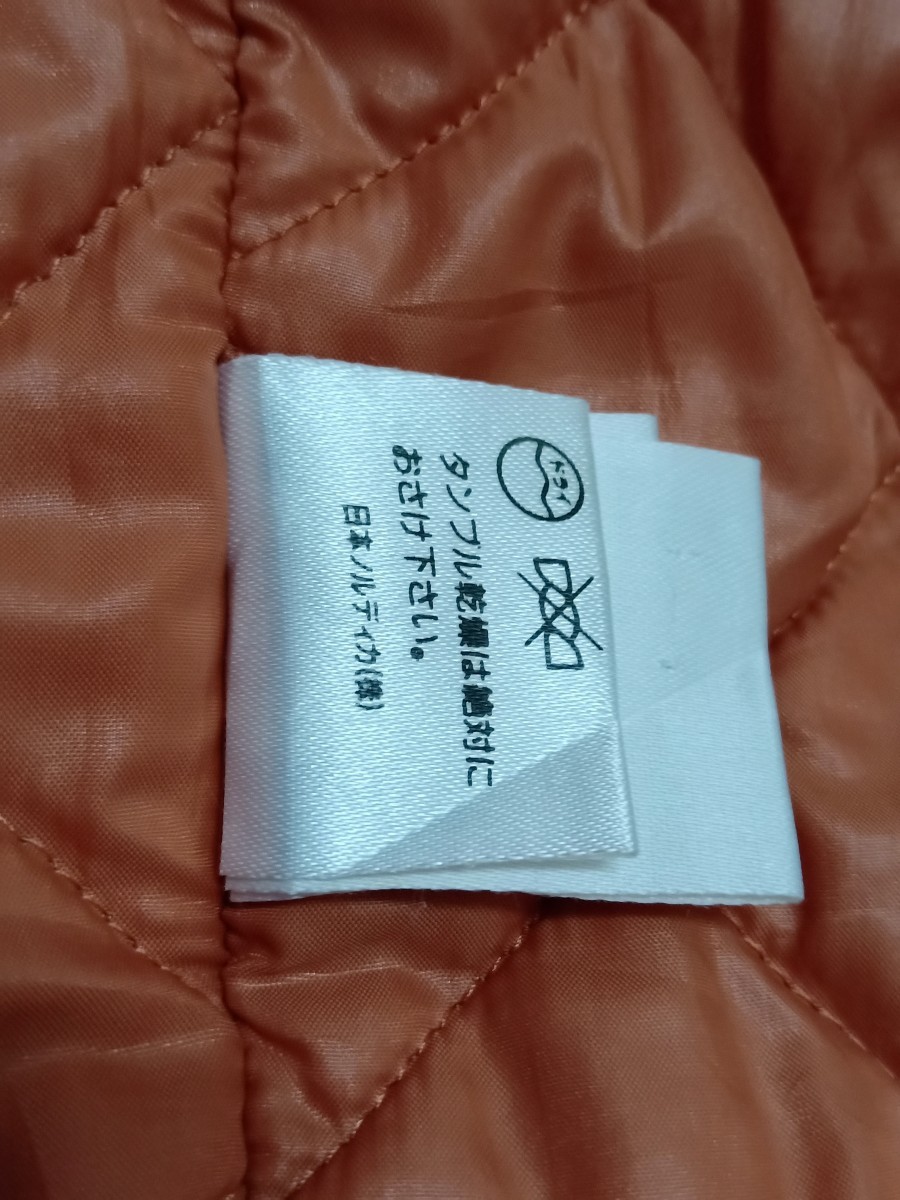 ドライ
タンブル乾燥は絶対に
おさけ下さい。
日本ノルディカ(株)